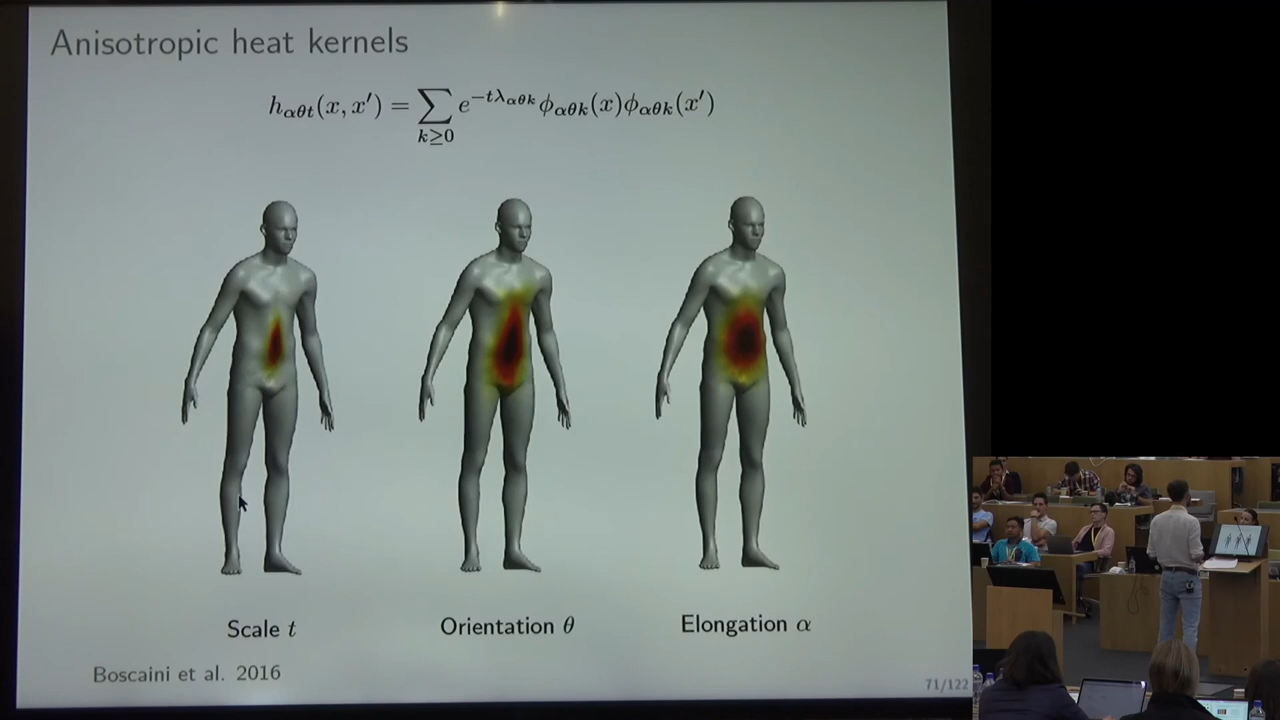 Anisotropic heat kernels
h_{αθt}(x, x′) = ∑_{k≥0} e^{−tλ_{αθk}} ϕ_{αθk}(x)ϕ_{αθk}(x′)
Scale t Orientation θ Elongation α
Boscaini et al. 2016
71/122